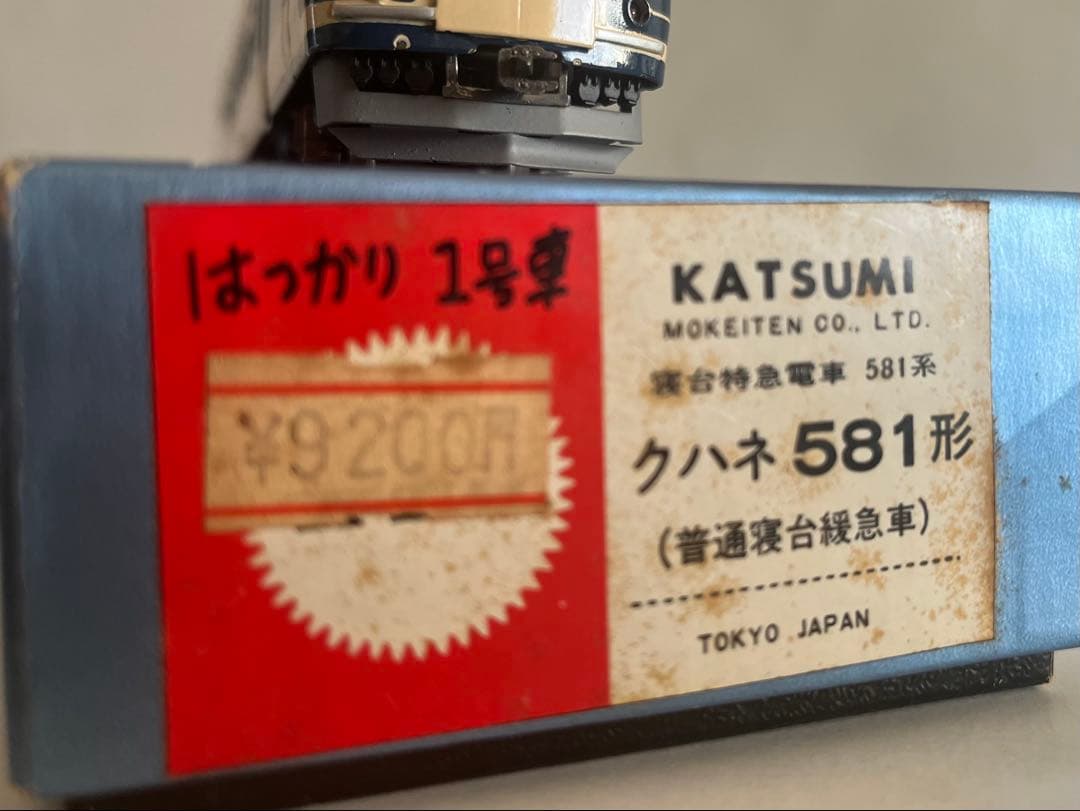 はつかり 1号車
¥9200円
KATSUMI
MOKEITEN CO., LTD.
寝台特急電車 581系
クハネ581形
(普通寝台緩急車)
TOKYO JAPAN